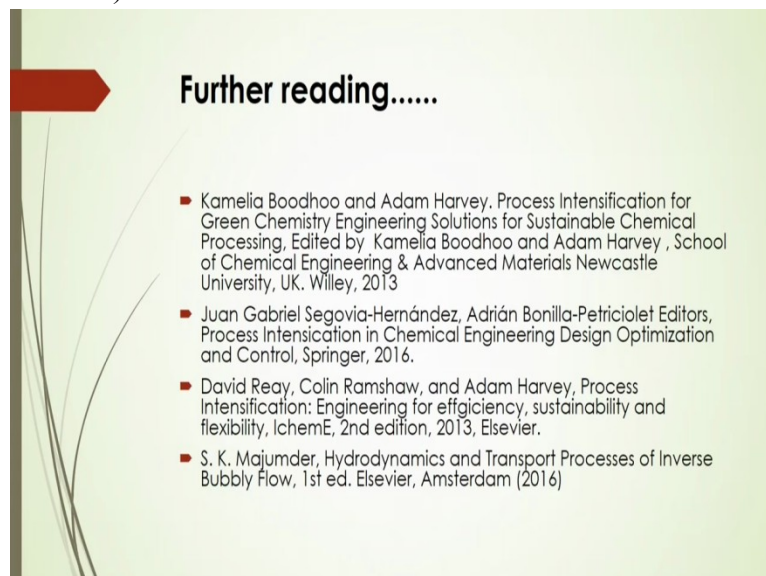 Further reading......
Kamelia Boodhoo and Adam Harvey. Process Intensification for
Green Chemistry Engineering Solutions for Sustainable Chemical
Processing, Edited by Kamelia Boodhoo and Adam Harvey , School
of Chemical Engineering & Advanced Materials Newcastle
University, UK. Willey, 2013
Juan Gabriel Segovia-Hernández, Adrián Bonilla-Petriciolet Editors,
Process Intensication in Chemical Engineering Design Optimization
and Control, Springer, 2016.
David Reay, Colin Ramshaw, and Adam Harvey, Process
Intensification: Engineering for effgiciency, sustainability and
flexibility, IchemE, 2nd edition, 2013, Elsevier.
S. K. Majumder, Hydrodynamics and Transport Processes of Inverse
Bubbly Flow, 1st ed. Elsevier, Amsterdam (2016)